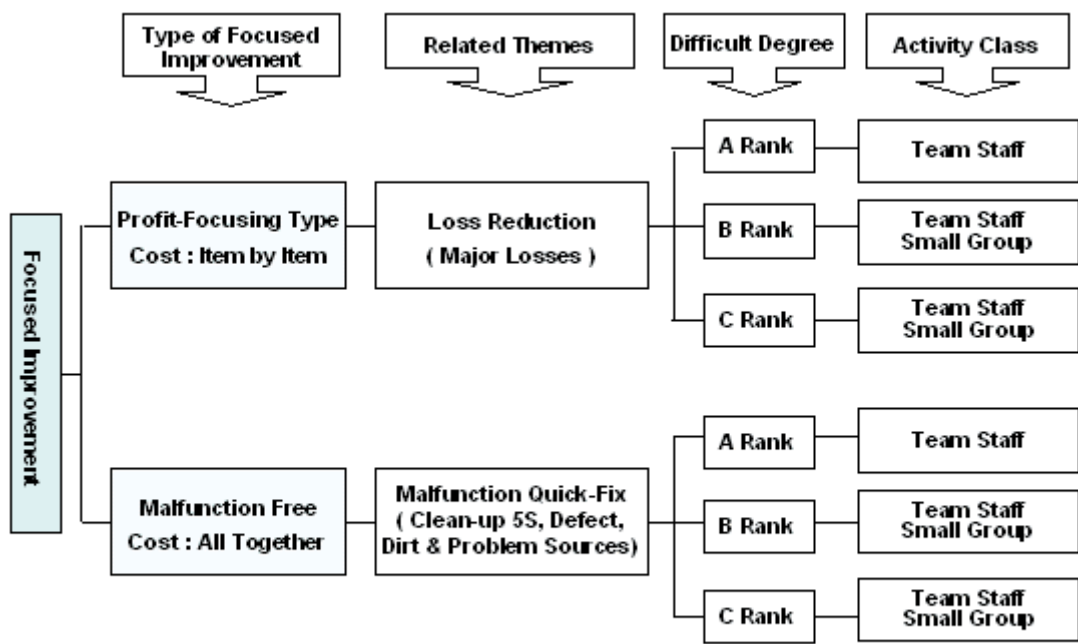 Type of Focused
Improvement
Related Themes
Difficult Degree
Activity Class
Focused Improvement
Profit-Focusing Type
Cost : Item by Item
Loss Reduction
( Major Losses )
A Rank
Team Staff
B Rank
Team Staff
Small Group
C Rank
Team Staff
Small Group
Malfunction Free
Cost : All Together
Malfunction Quick-Fix
( Clean-up 5S, Defect,
Dirt & Problem Sources)
A Rank
Team Staff
B Rank
Team Staff
Small Group
C Rank
Team Staff
Small Group